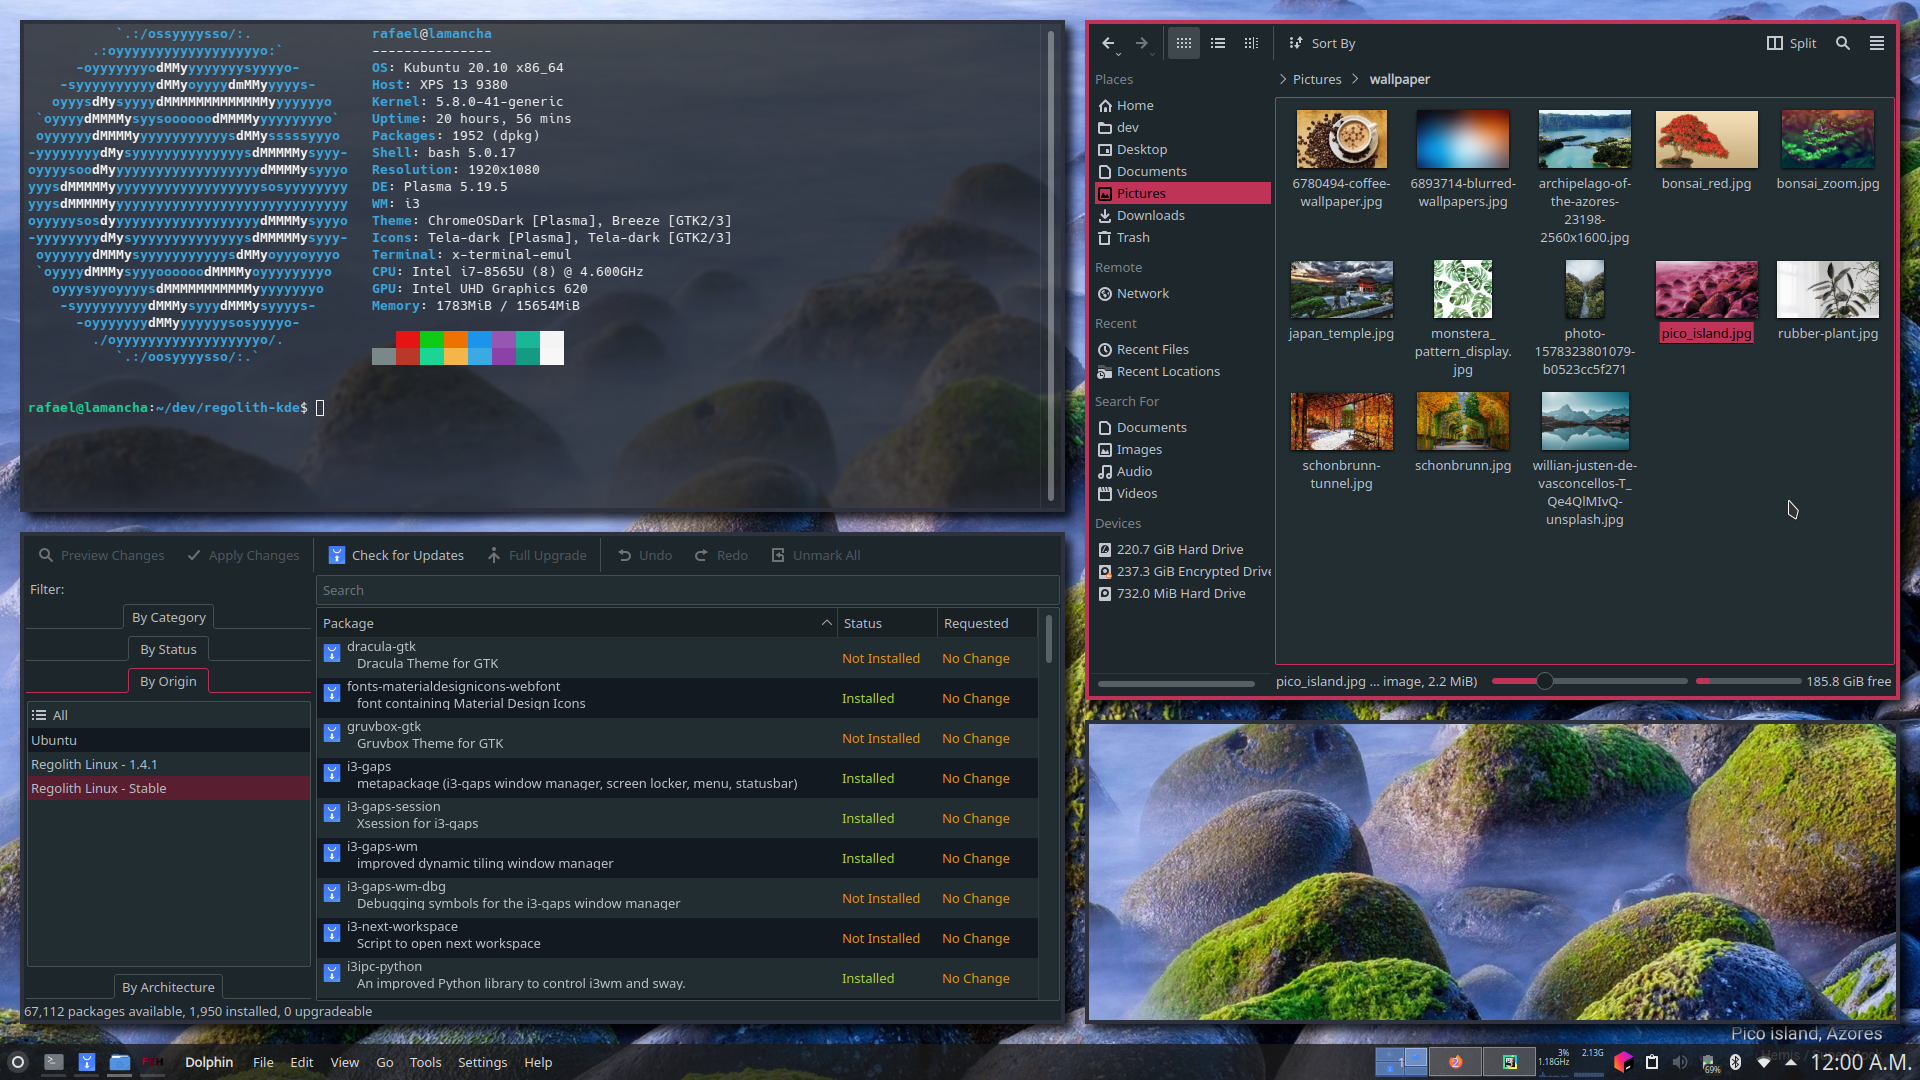 `.:/ossyyyysso/:.
.:oyyyyyyyyyyyyyyyyyyo:`
-oyyyyyyyodMMyyyyyyyysyyyyo-
-syyyyyyyyyydMMyoyyyydmMMyyyys-
oyyysdMysyyyydMMMMMMMMMMMMMyyyyyyyo
`oyyyydMMMMysyyysoooooodMMMMyyyyyyyyyo`
oyyyyyydMMMMyyyyyyyyyyyysdMMysssssyyyo
-yyyyyyyydMysyyyyyyyyyyyyyyysdMMMMMysyyy-
oyyyysoodMyyyyyyyyyyyyyyyyyyydMMMMysyyyo
yyysdMMMMMyyyyyyyyyyyyyyyyyyysosyyyyyyyy
yyysdMMMMMyyyyyyyyyyyyyyyyyyyyyyyyyyyyyy
oyyyyysosdyyyyyyyyyyyyyyyyyyydMMMMysyyyo
-yyyyyyyydMysyyyyyyyyyyyyyyysdMMMMMysyyy-
oyyyyyydMMMysyyyyyyyyyyysdMMyoyyyoyyyo
`oyyyydMMMysyyyoooooodMMMMyoyyyyyyyyo
oyyysyyoyyyysdMMMMMMMMMMMyyyyyyyyo
-syyyyyyyyydMMMysyyydMMMysyyyys-
-oyyyyyyydMMyyyyyysosyyyyo-
./oyyyyyyyyyyyyyyyyyyo/.
`.:/oosyyyysso/:.`
rafael@lamancha
---------------
OS: Kubuntu 20.10 x86_64
Host: XPS 13 9380
Kernel: 5.8.0-41-generic
Uptime: 20 hours, 56 mins
Packages: 1952 (dpkg)
Shell: bash 5.0.17
Resolution: 1920x1080
DE: Plasma 5.19.5
WM: i3
Theme: ChromeOSDark [Plasma], Breeze [GTK2/3]
Icons: Tela-dark [Plasma], Tela-dark [GTK2/3]
Terminal: x-terminal-emul
CPU: Intel i7-8565U (8) @ 4.600GHz
GPU: Intel UHD Graphics 620
Memory: 1783MiB / 15654MiB
rafael@lamancha:~/dev/regolith-kde$
Sort By
Split
Pictures
wallpaper
Places
Home
dev
Desktop
Documents
Pictures
Downloads
Trash
Remote
Network
Recent
Recent Files
Recent Locations
Search For
Documents
Images
Audio
Videos
Devices
220.7 GiB Hard Drive
237.3 GiB Encrypted Drive
732.0 MiB Hard Drive
6780494-coffee-
wallpaper.jpg
6893714-blurred-
wallpapers.jpg
archipelago-of-
the-azores-
23198-
2560x1600.jpg
bonsai_red.jpg
bonsai_zoom.jpg
japan_temple.jpg
monstera_
pattern_display.
jpg
photo-
1578323801079-
b0523cc5f271
pico_island.jpg
rubber-plant.jpg
schonbrunn-
tunnel.jpg
schonbrunn.jpg
willian-justen-de-
vasconcellos-T_
Qe4QlMIvQ-
unsplash.jpg
pico_island.jpg ... image, 2.2 MiB)
185.8 GiB free
Preview Changes
Apply Changes
Check for Updates
Full Upgrade
Undo
Redo
Unmark All
Filter:
By Category
By Status
By Origin
All
Ubuntu
Regolith Linux - 1.4.1
Regolith Linux - Stable
By Architecture
Search
Package
Status
Requested
dracula-gtk
Dracula Theme for GTK
Not Installed
No Change
fonts-materialdesignicons-webfont
font containing Material Design Icons
Installed
No Change
gruvbox-gtk
Gruvbox Theme for GTK
Not Installed
No Change
i3-gaps
metapackage (i3-gaps window manager, screen locker, menu, statusbar)
Installed
No Change
i3-gaps-session
Xsession for i3-gaps
Installed
No Change
i3-gaps-wm
improved dynamic tiling window manager
Installed
No Change
i3-gaps-wm-dbg
Debugging symbols for the i3-gaps window manager
Not Installed
No Change
i3-next-workspace
Script to open next workspace
Not Installed
No Change
i3ipc-python
An improved Python library to control i3wm and sway.
Installed
No Change
67,112 packages available, 1,950 installed, 0 upgradeable
Pico island, Azores
Dolphin
File
Edit
View
Go
Tools
Settings
Help
1
2
3%
1.18GHz
2.13G
69%
12:00 A.M.